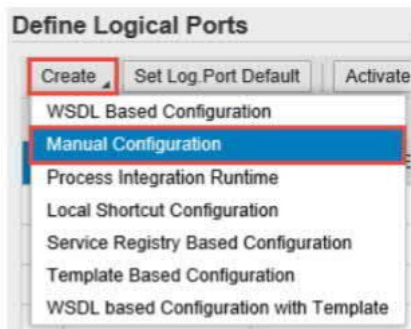 Define Logical Ports
Create Set Log.Port Default Activate
WSDL Based Configuration
Manual Configuration
Process Integration Runtime
Local Shortcut Configuration
Service Registry Based Configuration
Template Based Configuration
WSDL based Configuration with Template